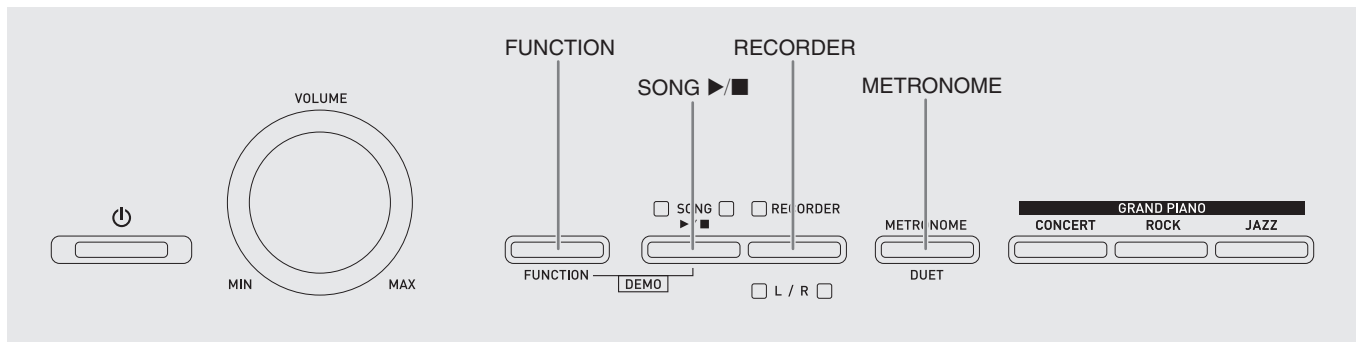 FUNCTION RECORDER
SONG ▶/■ METRONOME
VOLUME
MIN MAX
SONG RECORDER
▶/■
METRONOME
GRAND PIANO
CONCERT ROCK JAZZ
FUNCTION
DEMO
DUET
L / R